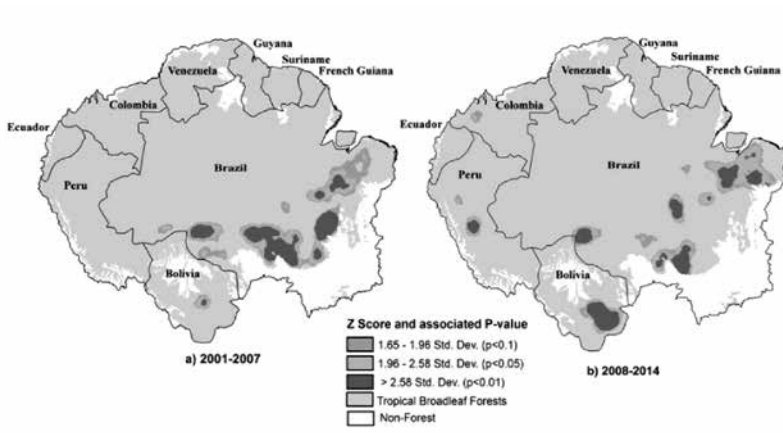 Guyana
Suriname
Venezuela
French Guiana
Colombia
Ecuador
Brazil
Peru
Bolivia
a) 2001-2007
Guyana
Suriname
Venezuela
French Guiana
Colombia
Ecuador
Brazil
Peru
Bolivia
b) 2008-2014
Z Score and associated P-value
1.65 - 1.96 Std. Dev. (p<0.1)
1.96 - 2.58 Std. Dev. (p<0.05)
> 2.58 Std. Dev. (p<0.01)
Tropical Broadleaf Forests
Non-Forest